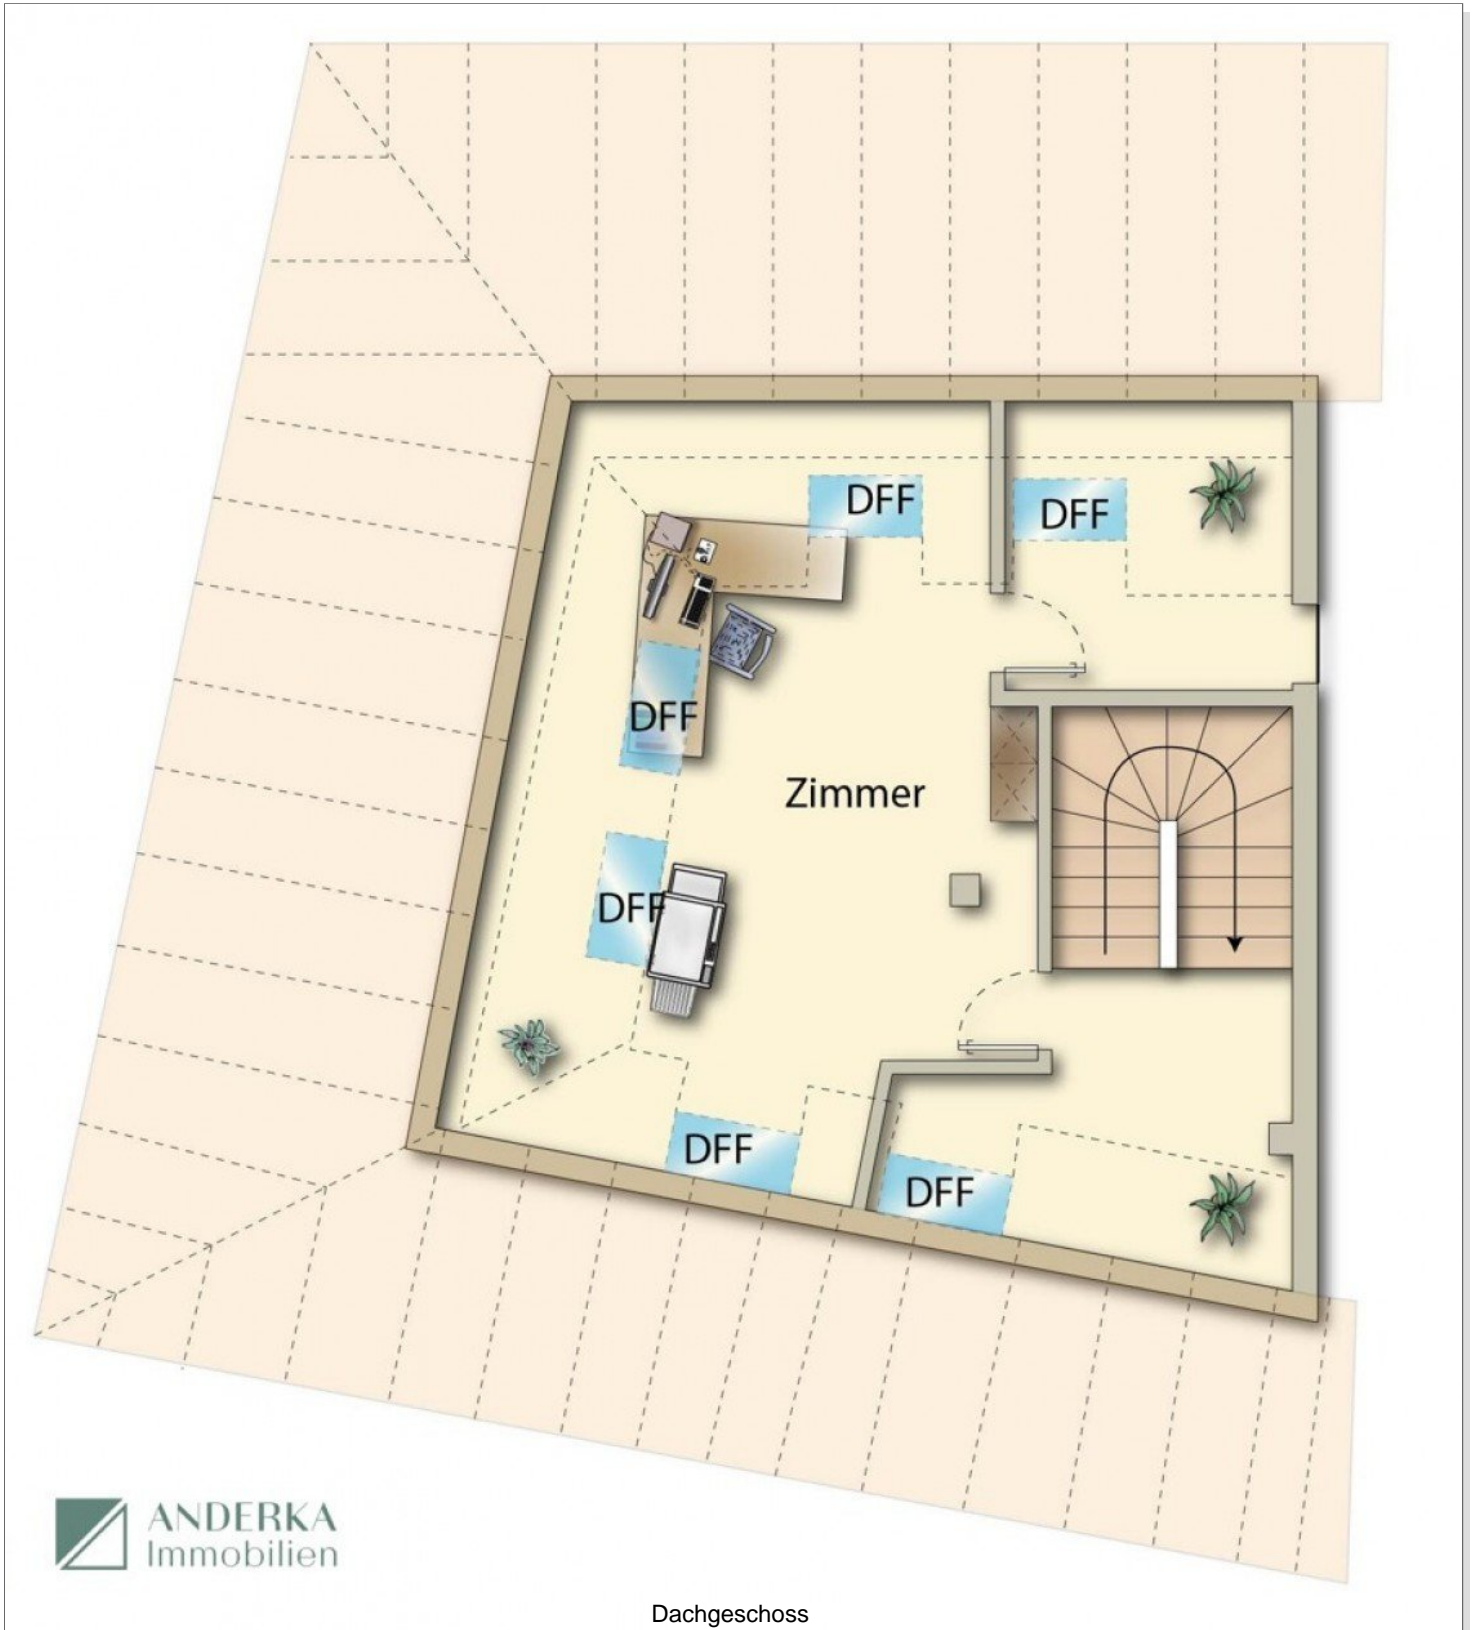 DFF
DFF
DFF
Zimmer
DFF
DFF
DFF
ANDERKA
Immobilien
Dachgeschoss